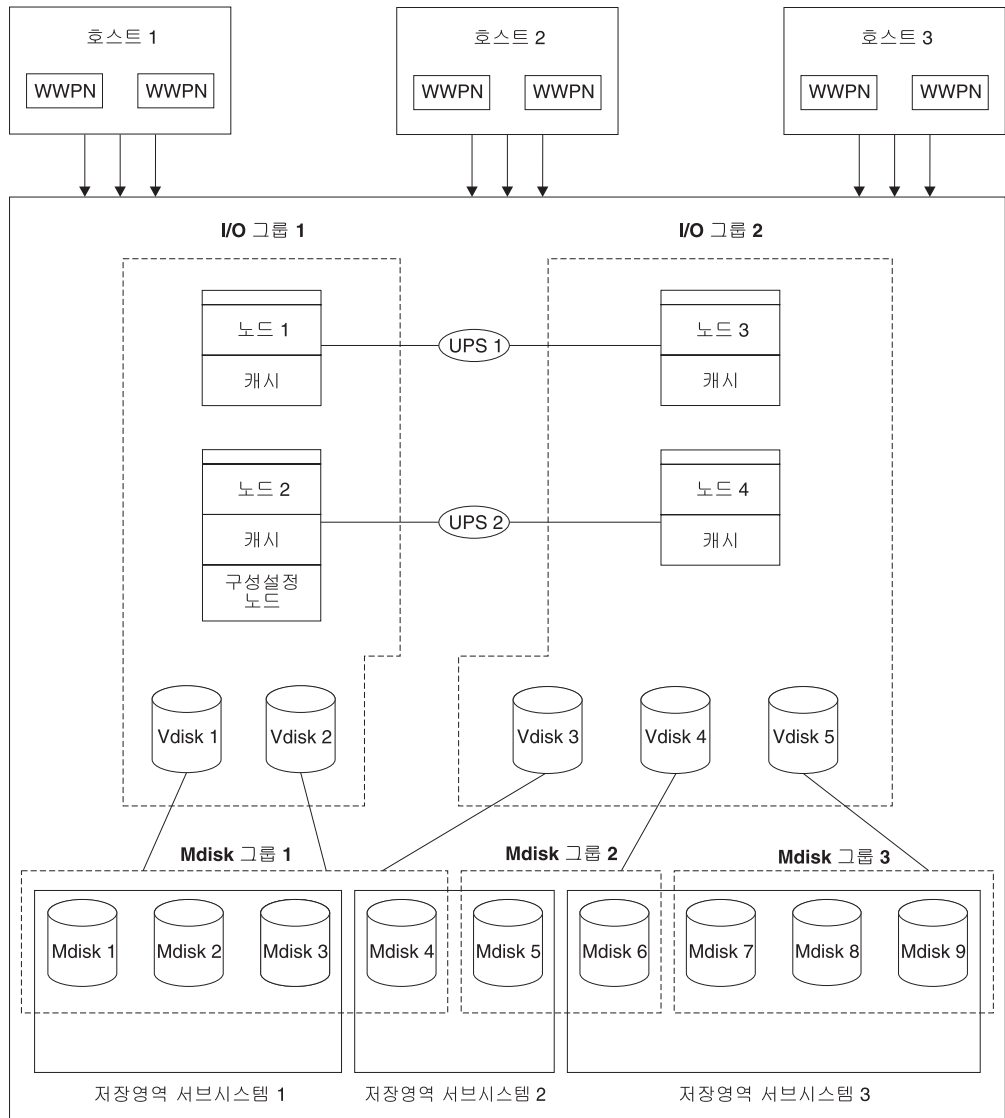 호스트 1
WWPN
WWPN
호스트 2
WWPN
WWPN
호스트 3
WWPN
WWPN
I/O 그룹 1
I/O 그룹 2
노드 1
캐시
UPS 1
노드 3
캐시
노드 2
캐시
구성설정
노드
UPS 2
노드 4
캐시
Vdisk 1
Vdisk 2
Vdisk 3
Vdisk 4
Vdisk 5
Mdisk 그룹 1
Mdisk 그룹 2
Mdisk 그룹 3
Mdisk 1
Mdisk 2
Mdisk 3
Mdisk 4
Mdisk 5
Mdisk 6
Mdisk 7
Mdisk 8
Mdisk 9
저장영역 서브시스템 1
저장영역 서브시스템 2
저장영역 서브시스템 3